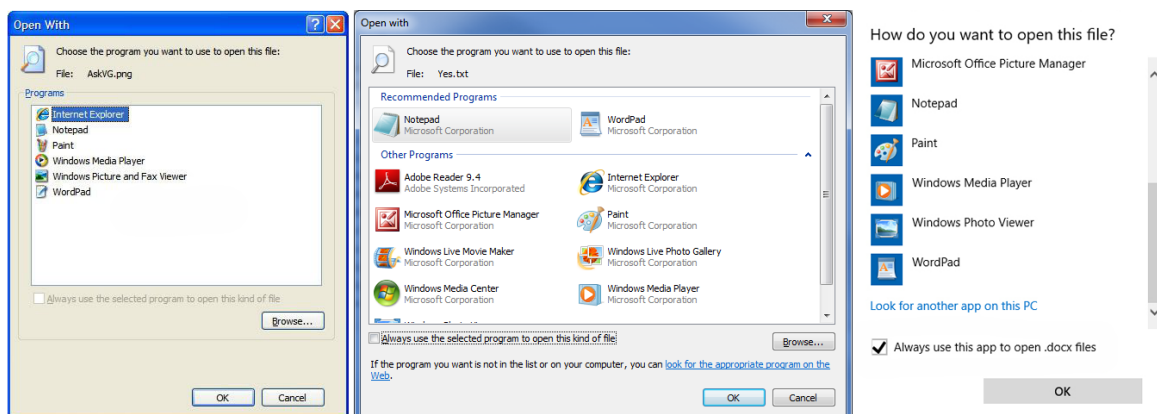 Open With
Choose the program you want to use to open this file:
File: AskVG.png
Programs
Internet Explorer
Notepad
Paint
Windows Media Player
Windows Picture and Fax Viewer
WordPad
Always use the selected program to open this kind of file
Browse...
OK Cancel
Open with
Choose the program you want to use to open this file:
File: Yes.txt
Recommended Programs
Notepad
Microsoft Corporation
WordPad
Microsoft Corporation
Other Programs
Adobe Reader 9.4
Adobe Systems Incorporated
Internet Explorer
Microsoft Corporation
Microsoft Office Picture Manager
Microsoft Corporation
Paint
Microsoft Corporation
Windows Live Movie Maker
Microsoft Corporation
Windows Live Photo Gallery
Microsoft Corporation
Windows Media Center
Microsoft Corporation
Windows Media Player
Microsoft Corporation
Always use the selected program to open this kind of file
Browse...
If the program you want is not in the list or on your computer, you can look for the appropriate program on the
Web.
OK Cancel
How do you want to open this file?
Microsoft Office Picture Manager
Notepad
Paint
Windows Media Player
Windows Photo Viewer
WordPad
Look for another app on this PC
Always use this app to open .docx files
OK